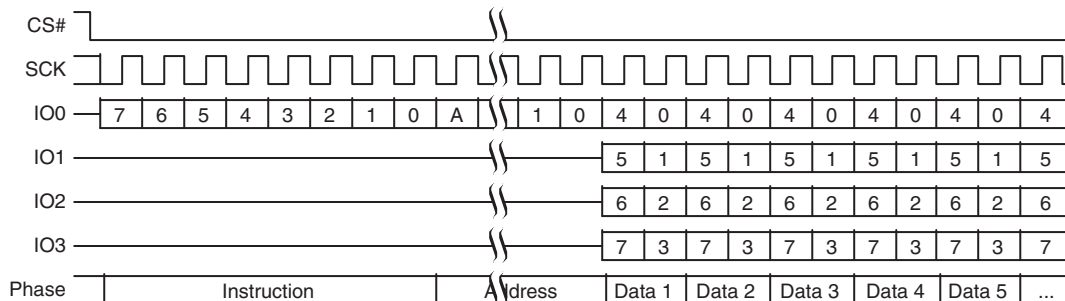 CS#
SCK
IO0 7 6 5 4 3 2 1 0 A 1 0 4 0 4 0 4 0 4 0 4 0 4
IO1 5 1 5 1 5 1 5 1 5 1 5
IO2 6 2 6 2 6 2 6 2 6 2 6
IO3 7 3 7 3 7 3 7 3 7 3 7
Phase Instruction Address Data 1 Data 2 Data 3 Data 4 Data 5 ...